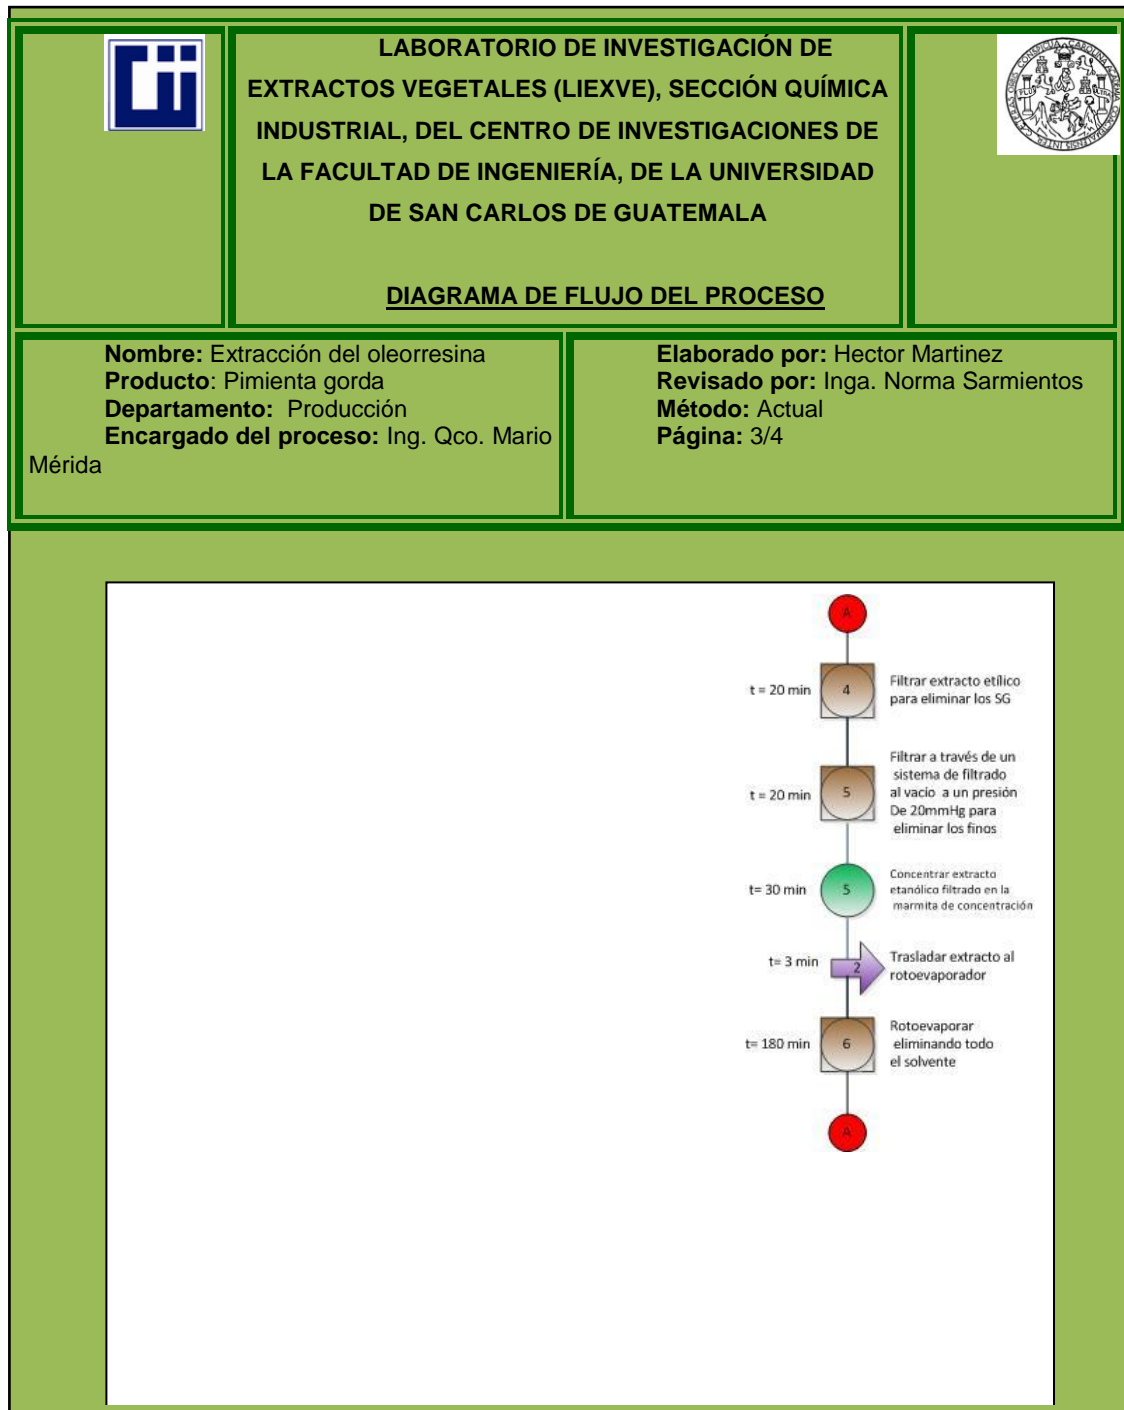 LABORATORIO DE INVESTIGACIÓN DE
EXTRACTOS VEGETALES (LIEXVE), SECCIÓN QUÍMICA
INDUSTRIAL, DEL CENTRO DE INVESTIGACIONES DE
LA FACULTAD DE INGENIERÍA, DE LA UNIVERSIDAD
DE SAN CARLOS DE GUATEMALA
DIAGRAMA DE FLUJO DEL PROCESO
Nombre: Extracción del oleorresina
Producto: Pimienta gorda
Departamento: Producción
Encargado del proceso: Ing. Qco. Mario
Mérida
Elaborado por: Hector Martinez
Revisado por: Inga. Norma Sarmientos
Método: Actual
Página: 3/4
A
t = 20 min
4
Filtrar extracto etílico
para eliminar los SG
t = 20 min
5
Filtrar a través de un
sistema de filtrado
al vacío a un presión
De 20mmHg para
eliminar los finos
t= 30 min
5
Concentrar extracto
etanólico filtrado en la
marmita de concentración
t= 3 min
2
Trasladar extracto al
rotoevaporador
t= 180 min
6
Rotoevaporar
eliminando todo
el solvente
A